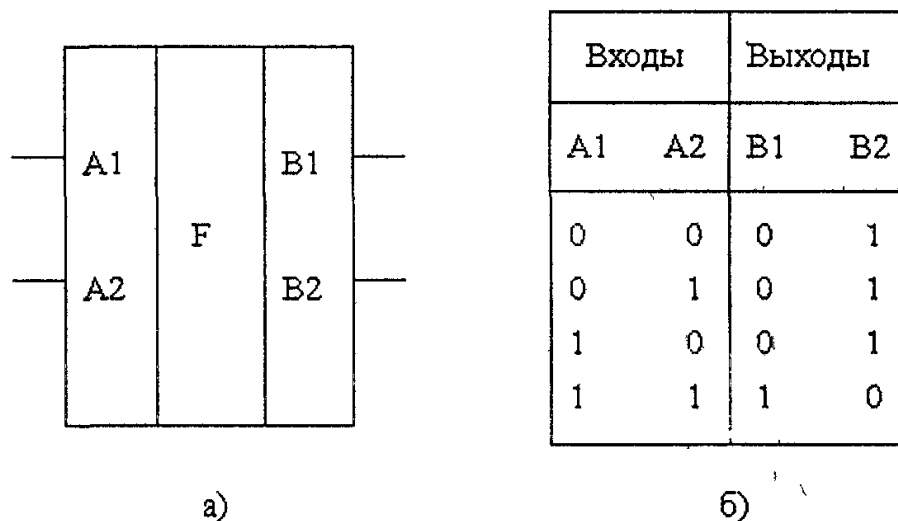 A1
B1
F
A2
B2
а)
Входы Выходы
A1 A2 B1 B2
0 0 0 1
0 1 0 1
1 0 0 1
1 1 1 0
б)